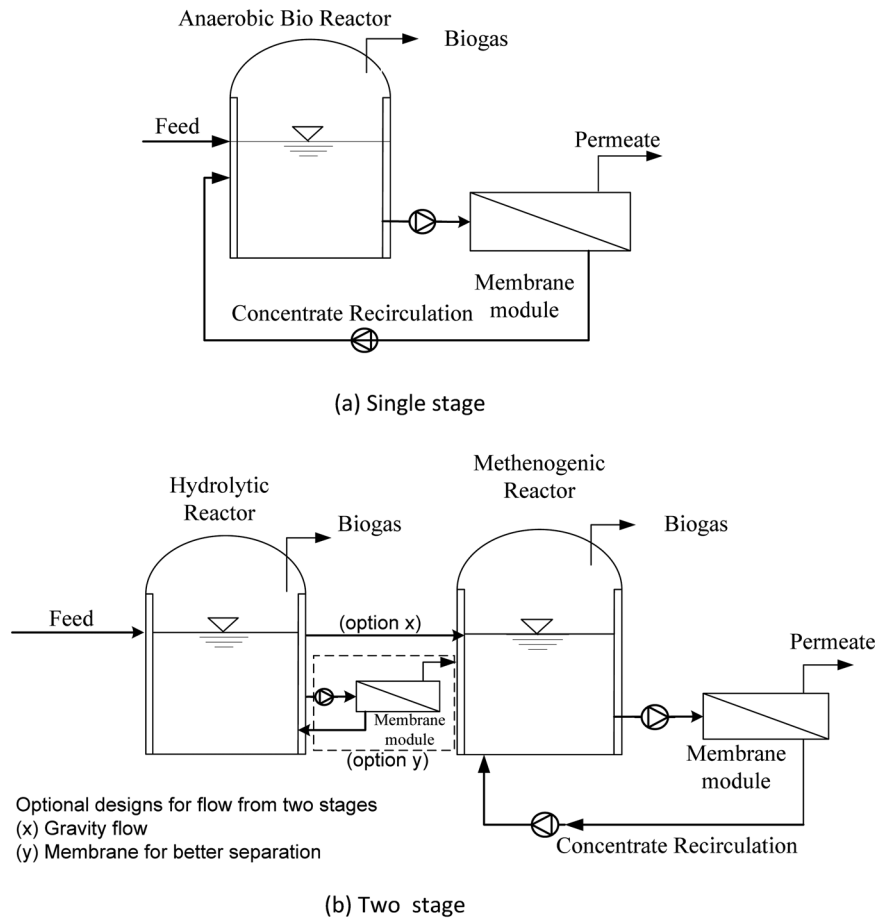 Anaerobic Bio Reactor
Biogas
Feed
Permeate
Membrane
module
Concentrate Recirculation
(a) Single stage
Methenogenic
Reactor
Hydrolytic
Reactor
Biogas
Biogas
Feed
(option x)
Permeate
Membrane
module
(option y)
Membrane
module
Optional designs for flow from two stages
(x) Gravity flow
(y) Membrane for better separation
Concentrate Recirculation
(b) Two stage